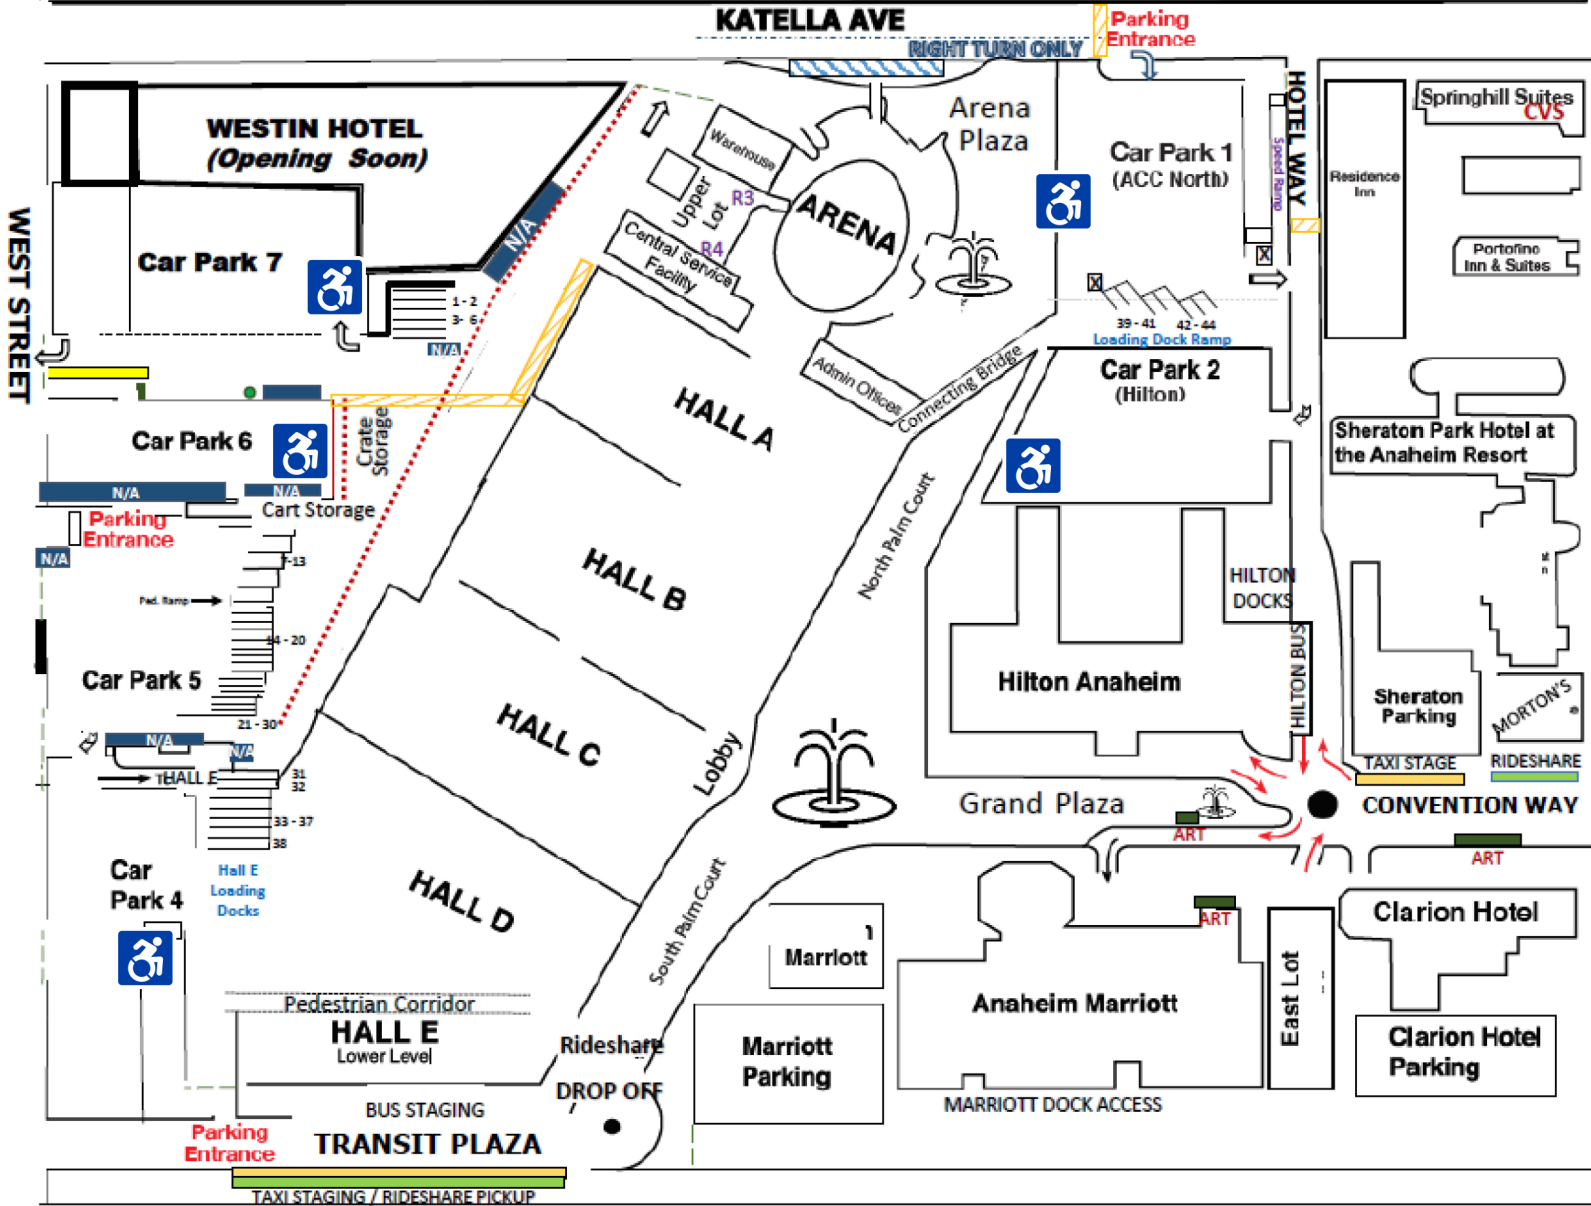 KATELLA AVE
RIGHT TURN ONLY
Parking
Entrance
WESTIN HOTEL
(Opening Soon)
Warehouse
Upper
Lot
R3
R4
Central Service
Facility
ARENA
Arena
Plaza
Car Park 1
(ACC North)
Speed Ramp
HOTEL WAY
X
Residence
Inn
Springhill Suites
CVS
Portofino
Inn & Suites
WEST STREET
Car Park 7
N/A
1 - 2
3 - 6
N/A
X
39 - 41
42 - 44
Loading Dock Ramp
Admin Offices
Connecting Bridge
Car Park 2
(Hilton)
Sheraton Park Hotel at
the Anaheim Resort
Car Park 6
Crate
Storage
HALL A
N/A
N/A
Cart Storage
Parking
Entrance
N/A
7-13
Ped. Ramp
14 - 20
HALL B
North Palm Court
HILTON
DOCKS
Car Park 5
21 - 30
Hilton Anaheim
HILTON BUS
Sheraton
Parking
MORTON'S
HALL C
Lobby
N/A
N/A
HALL E
31
32
33 - 37
38
TAXI STAGE
RIDESHARE
Grand Plaza
ART
CONVENTION WAY
ART
Car
Park 4
Hall E
Loading
Docks
HALL D
South Palm Court
ART
Marriott
Anaheim Marriott
East Lot
Clarion Hotel
Pedestrian Corridor
HALL E
Lower Level
Rideshare
DROP OFF
Marriott
Parking
Clarion Hotel
Parking
BUS STAGING
MARRIOTT DOCK ACCESS
Parking
Entrance
TRANSIT PLAZA
TAXI STAGING / RIDESHARE PICKUP